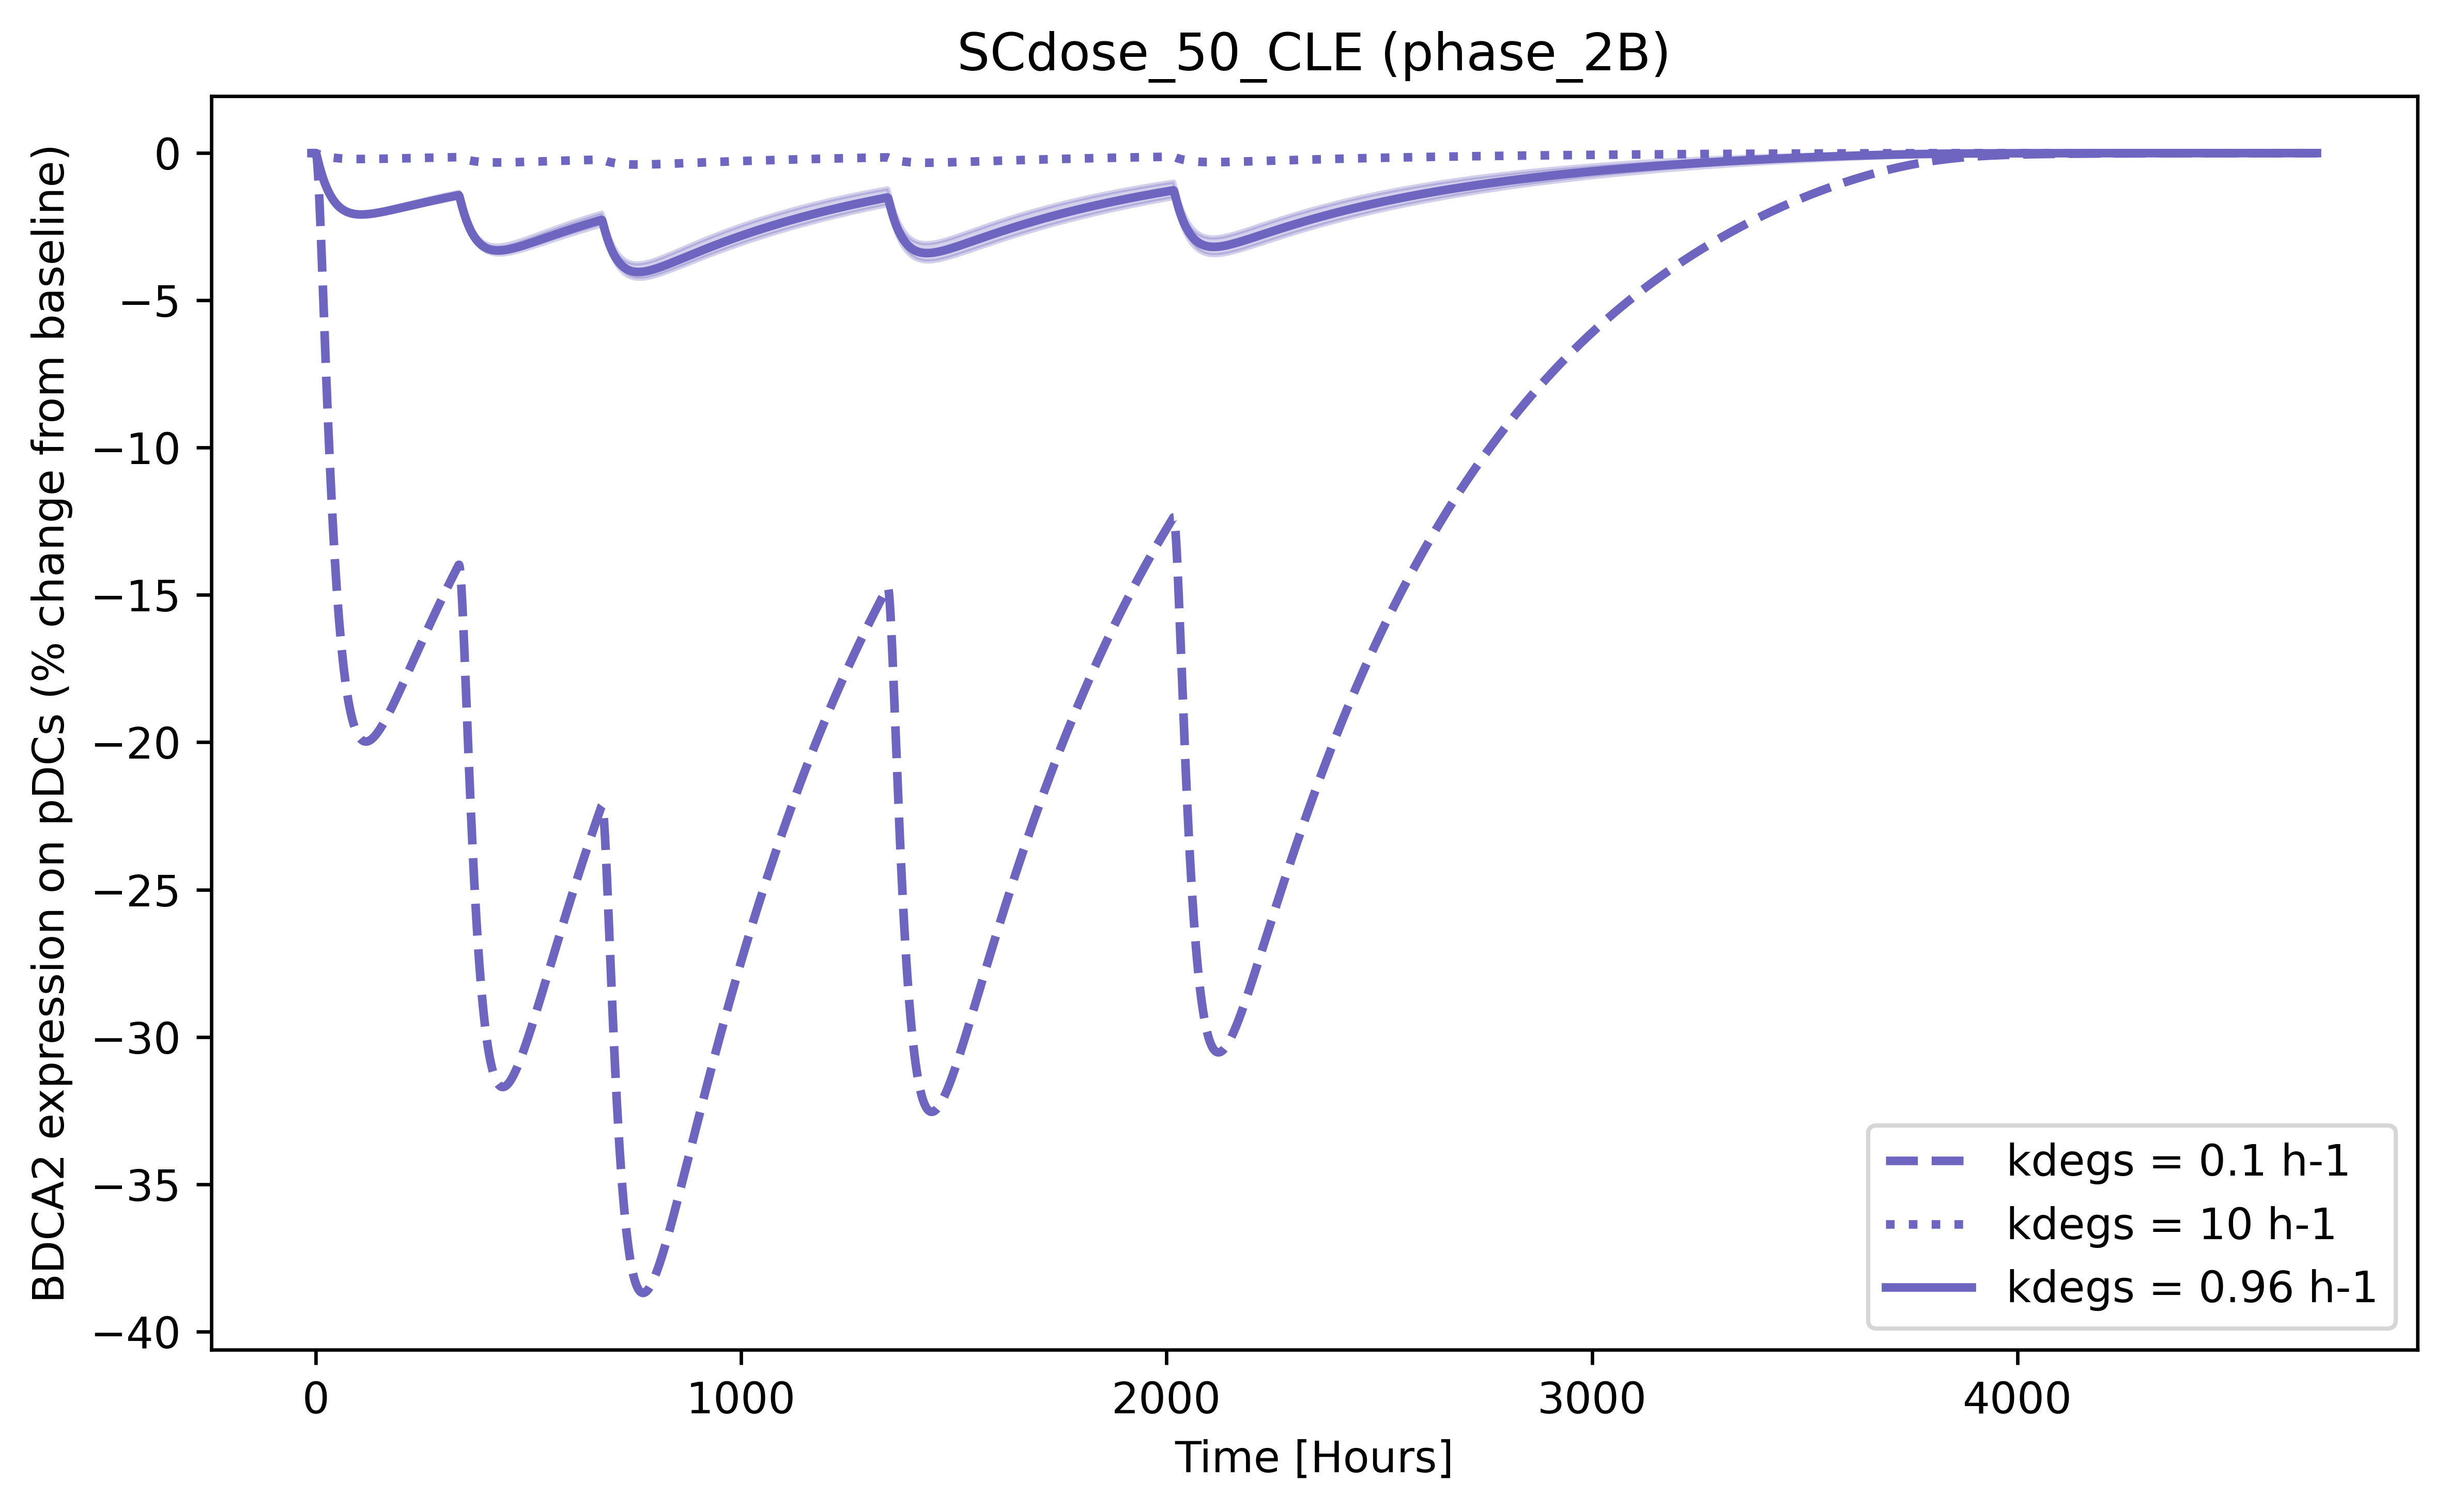 SCdose_50_CLE (phase_2B)
BDCA2 expression on pDCs (% change from baseline)
0
−5
−10
−15
−20
−25
−30
−35
−40
0
1000
2000
3000
4000
Time [Hours]
kdegs = 0.1 h-1
kdegs = 10 h-1
kdegs = 0.96 h-1